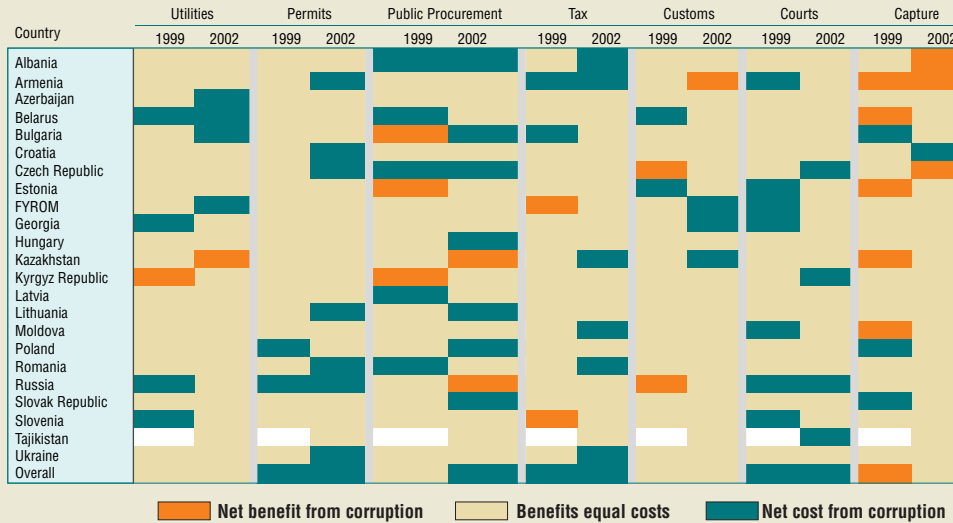 Utilities Permits Public Procurement Tax Customs Courts Capture
Country
1999 2002 1999 2002 1999 2002 1999 2002 1999 2002 1999 2002 1999 2002
Albania
Armenia
Azerbaijan
Belarus
Bulgaria
Croatia
Czech Republic
Estonia
FYROM
Georgia
Hungary
Kazakhstan
Kyrgyz Republic
Latvia
Lithuania
Moldova
Poland
Romania
Russia
Slovak Republic
Slovenia
Tajikistan
Ukraine
Overall
Net benefit from corruption Benefits equal costs Net cost from corruption